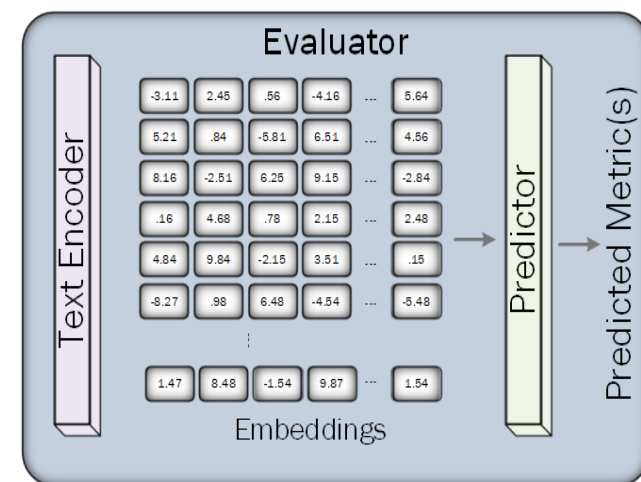 Evaluator
Text Encoder
-3.11 2.45 .56 -4.16 ... 5.64
5.21 .84 -5.81 6.51 ... 4.56
8.16 -2.51 6.25 9.15 ... -2.84
.16 4.68 .78 2.15 ... 2.48
4.84 9.84 -2.15 3.51 ... .15
-8.27 .98 6.48 -4.54 ... -5.48
1.47 8.48 -1.54 9.87 ... 1.54
Embeddings
Predictor
Predicted Metric(s)